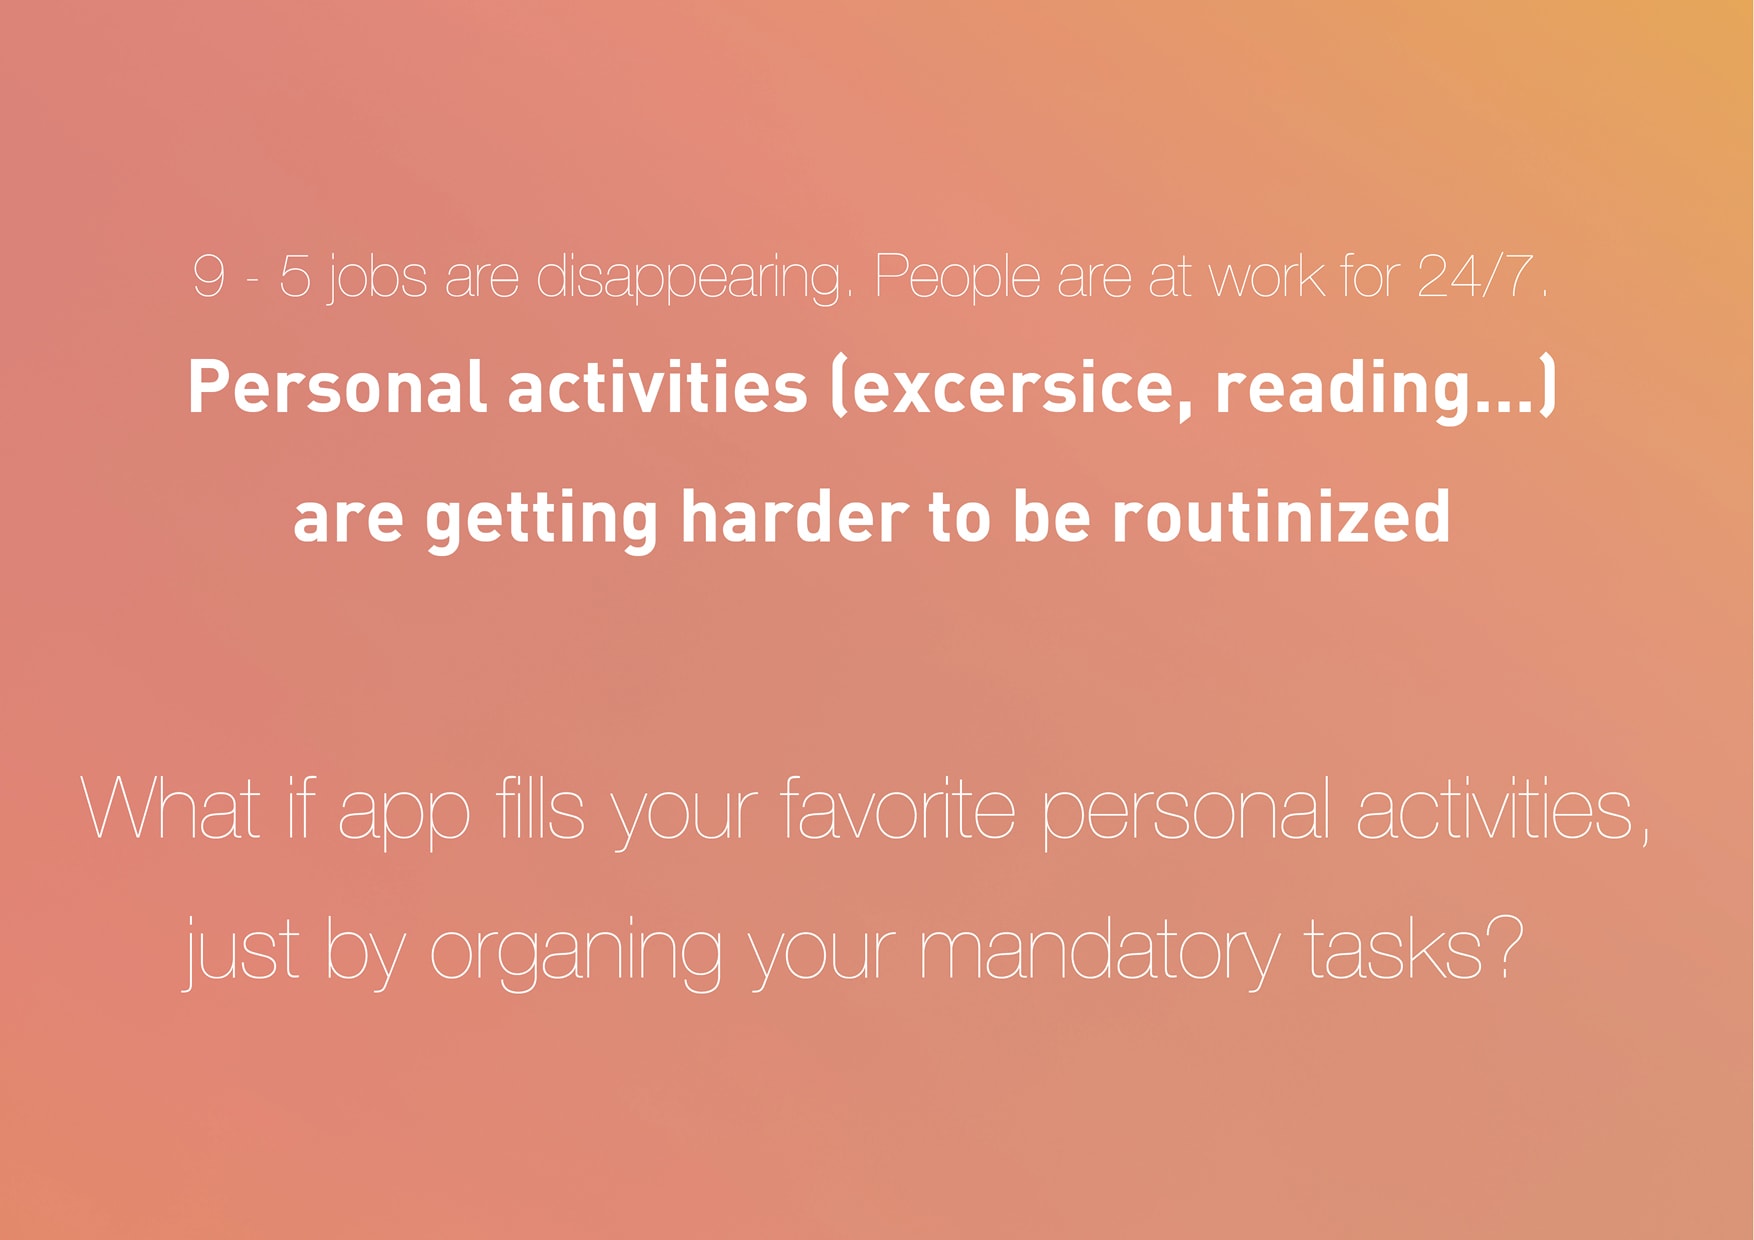 9 - 5 jobs are disappearing. People are at work for 24/7.
Personal activities (excersice, reading...)
are getting harder to be routinized
What if app fills your favorite personal activities,
just by organing your mandatory tasks?